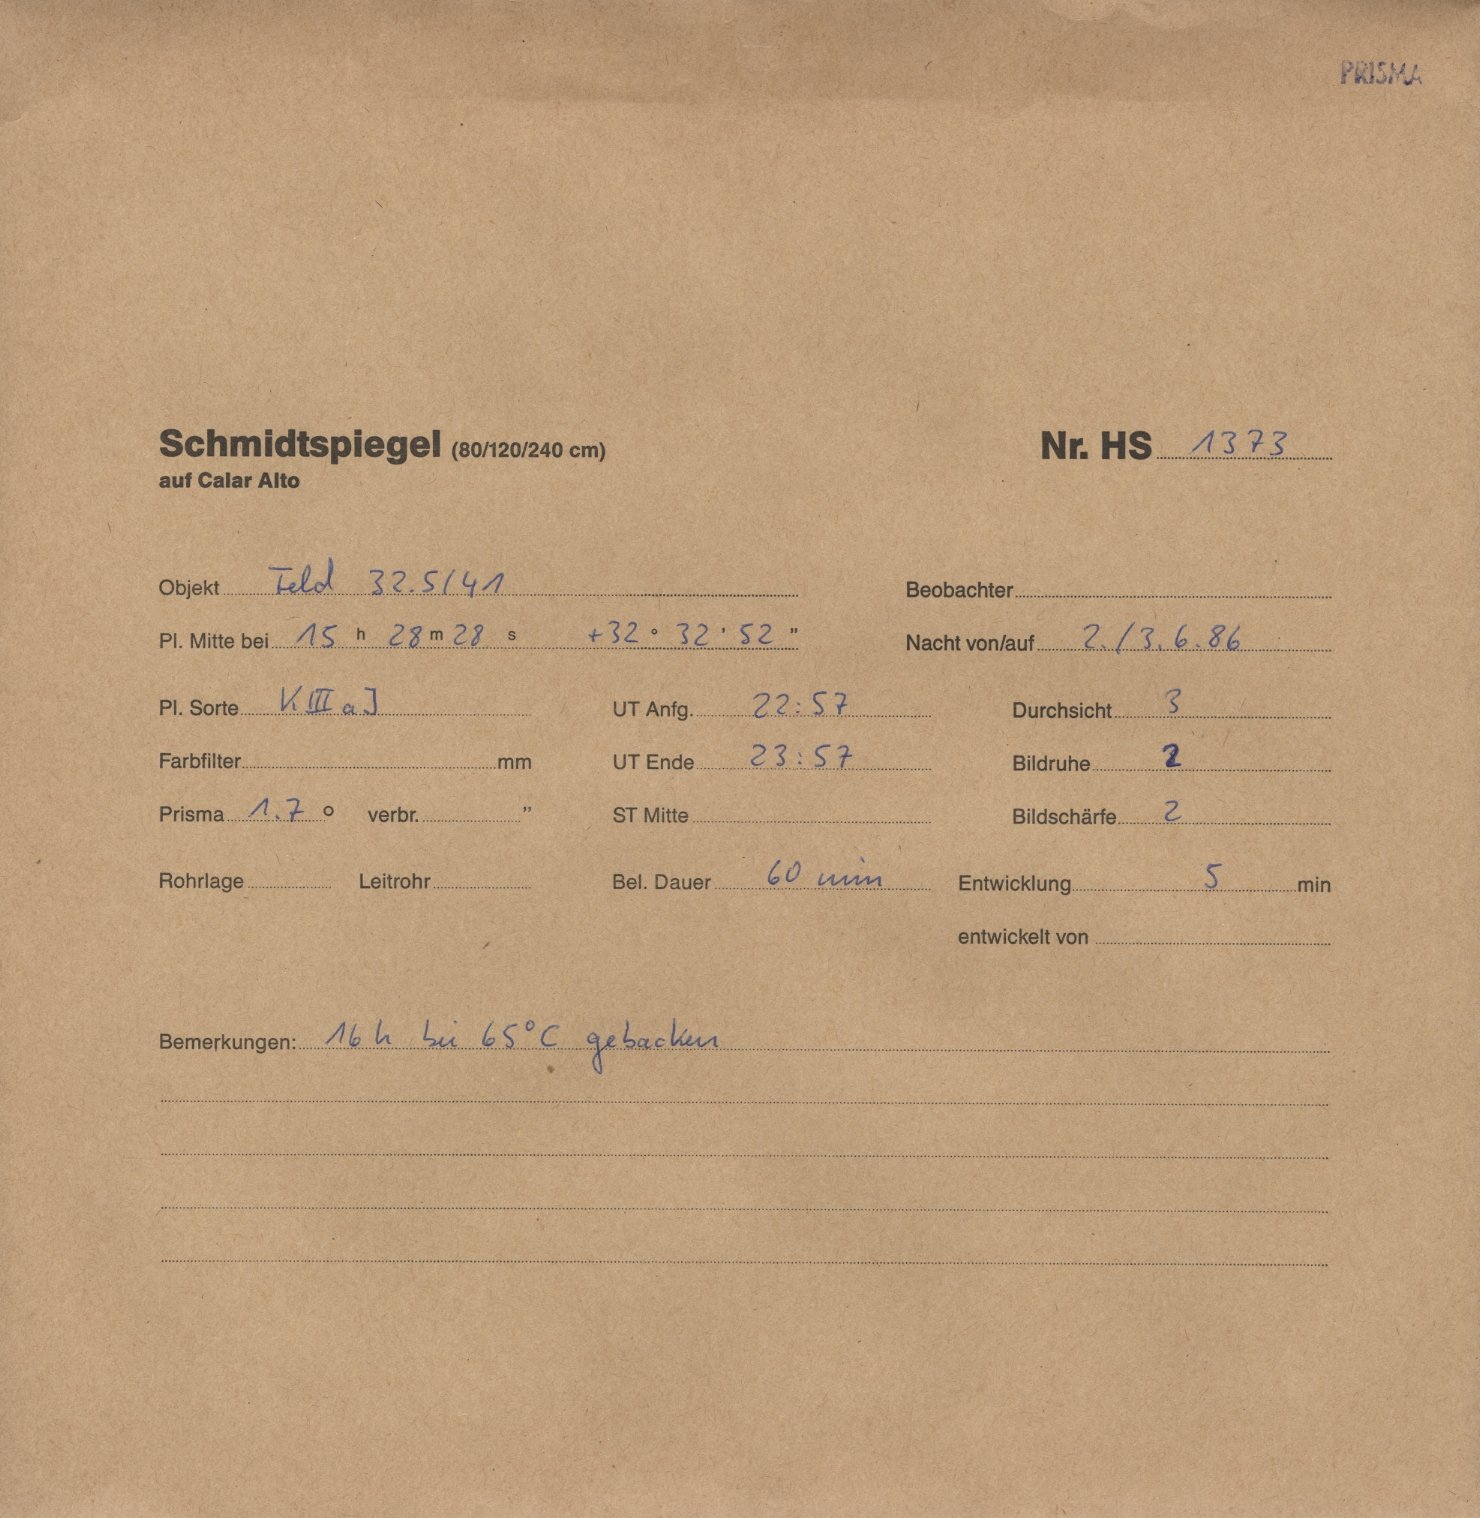 PRISMA
Schmidtspiegel (80/120/240 cm) Nr. HS 1373
auf Calar Alto
Objekt Feld 32.5/41 Beobachter
Pl. Mitte bei 15 h 28 m 28 s +32 ° 32 ' 52 " Nacht von/auf 2./3.6.86
Pl. Sorte K III a J UT Anfg. 22:57 Durchsicht 3
Farbfilter mm UT Ende 23:57 Bildruhe 2
Prisma 1.7 ° verbr. " ST Mitte Bildschärfe 2
Rohrlage Leitrohr Bel. Dauer 60 min Entwicklung 5 min
entwickelt von
Bemerkungen: 16 h bei 65°C gebacken